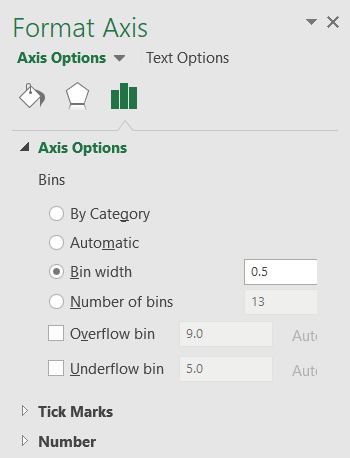 Format Axis
Axis Options Text Options
Axis Options
Bins
By Category
Automatic
Bin width 0.5
Number of bins 13
Overflow bin 9.0
Underflow bin 5.0
Tick Marks
Number